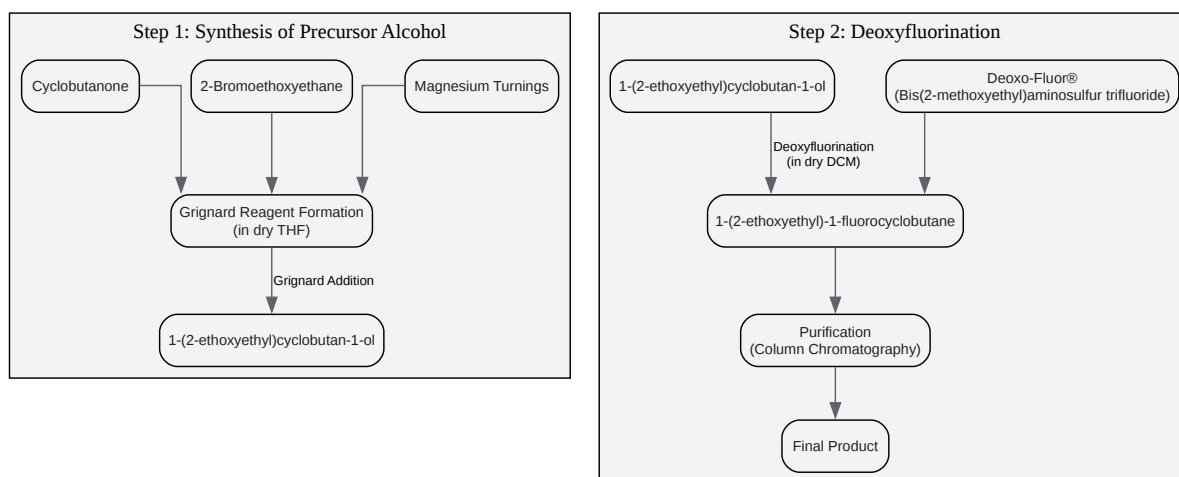 Step 1: Synthesis of Precursor Alcohol
Cyclobutanone
2-Bromoethoxyethane
Magnesium Turnings
Grignard Reagent Formation
(in dry THF)
Grignard Addition
1-(2-ethoxyethyl)cyclobutan-1-ol
Step 2: Deoxyfluorination
1-(2-ethoxyethyl)cyclobutan-1-ol
Deoxo-Fluor®
(Bis(2-methoxyethyl)aminosulfur trifluoride)
Deoxyfluorination
(in dry DCM)
1-(2-ethoxyethyl)-1-fluorocyclobutane
Purification
(Column Chromatography)
Final Product